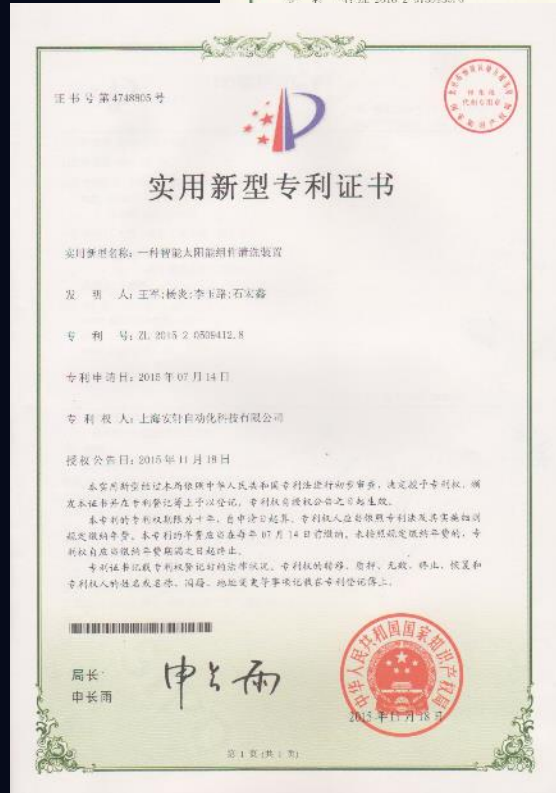 证书号第4748805号
实用新型专利证书
实用新型名称：一种智能太阳能组件清洗装置
发 明 人：王军;杨炎;李玉路;石宏鑫
专 利 号：ZL 2015 2 0509412.8
专利申请日：2015年07月14日
专 利 权 人：上海安轩自动化科技有限公司
授权公告日：2015年11月18日
本实用新型经过本局依照中华人民共和国专利法进行初步审查，决定授予专利权，颁
发本证书并在专利登记簿上予以登记。专利权自授权公告之日起生效。
本专利的专利权期限为十年，自申请日起算。专利权人应当依照专利法及其实施细则
规定缴纳年费。本专利的年费应当在每年07月14日前缴纳。未按照规定缴纳年费的，专
利权自应当缴纳年费期满之日起终止。
专利证书记载专利权登记时的法律状况。专利权的转移、质押、无效、终止、恢复和
专利权人的姓名或名称、国籍、地址变更等事项记载在专利登记簿上。
局长
申长雨
申长雨
中华人民共和国国家知识产权局
2015年11月18日
第1页(共1页)